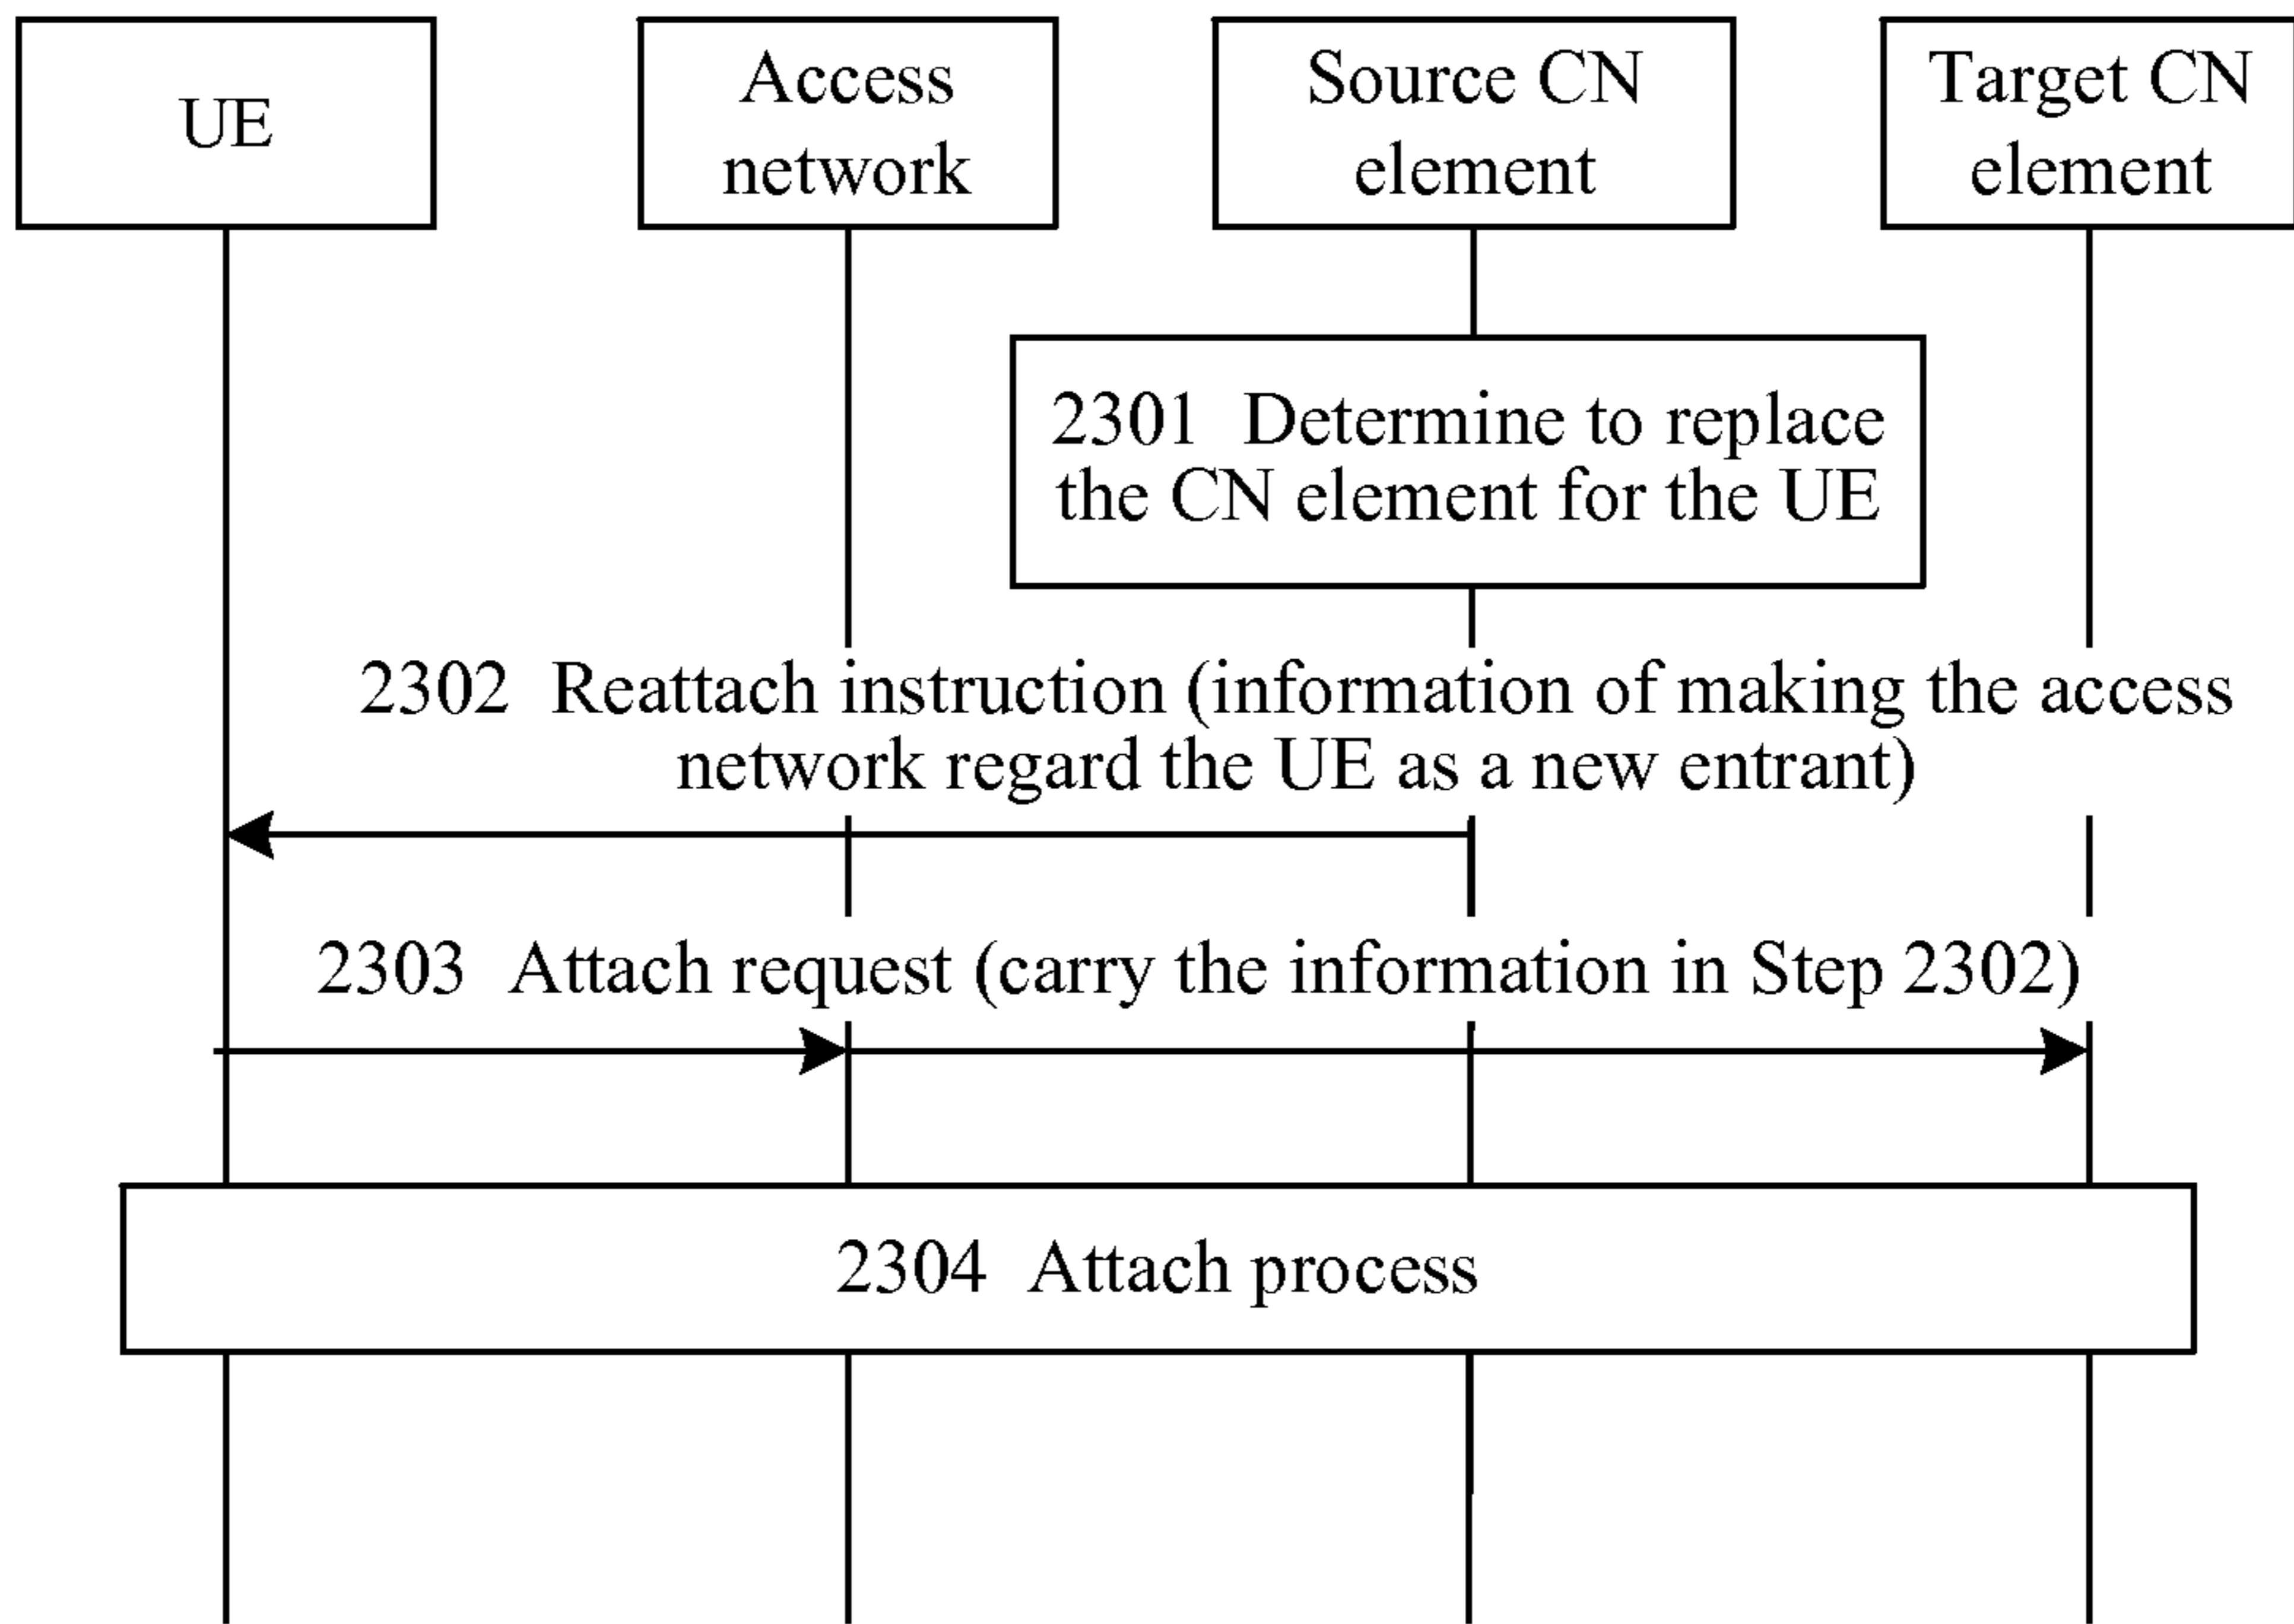 UE
Access
network
Source CN
element
Target CN
element
2301 Determine to replace
the CN element for the UE
2302 Reattach instruction (information of making the access
network regard the UE as a new entrant)
2303 Attach request (carry the information in Step 2302)
2304 Attach process